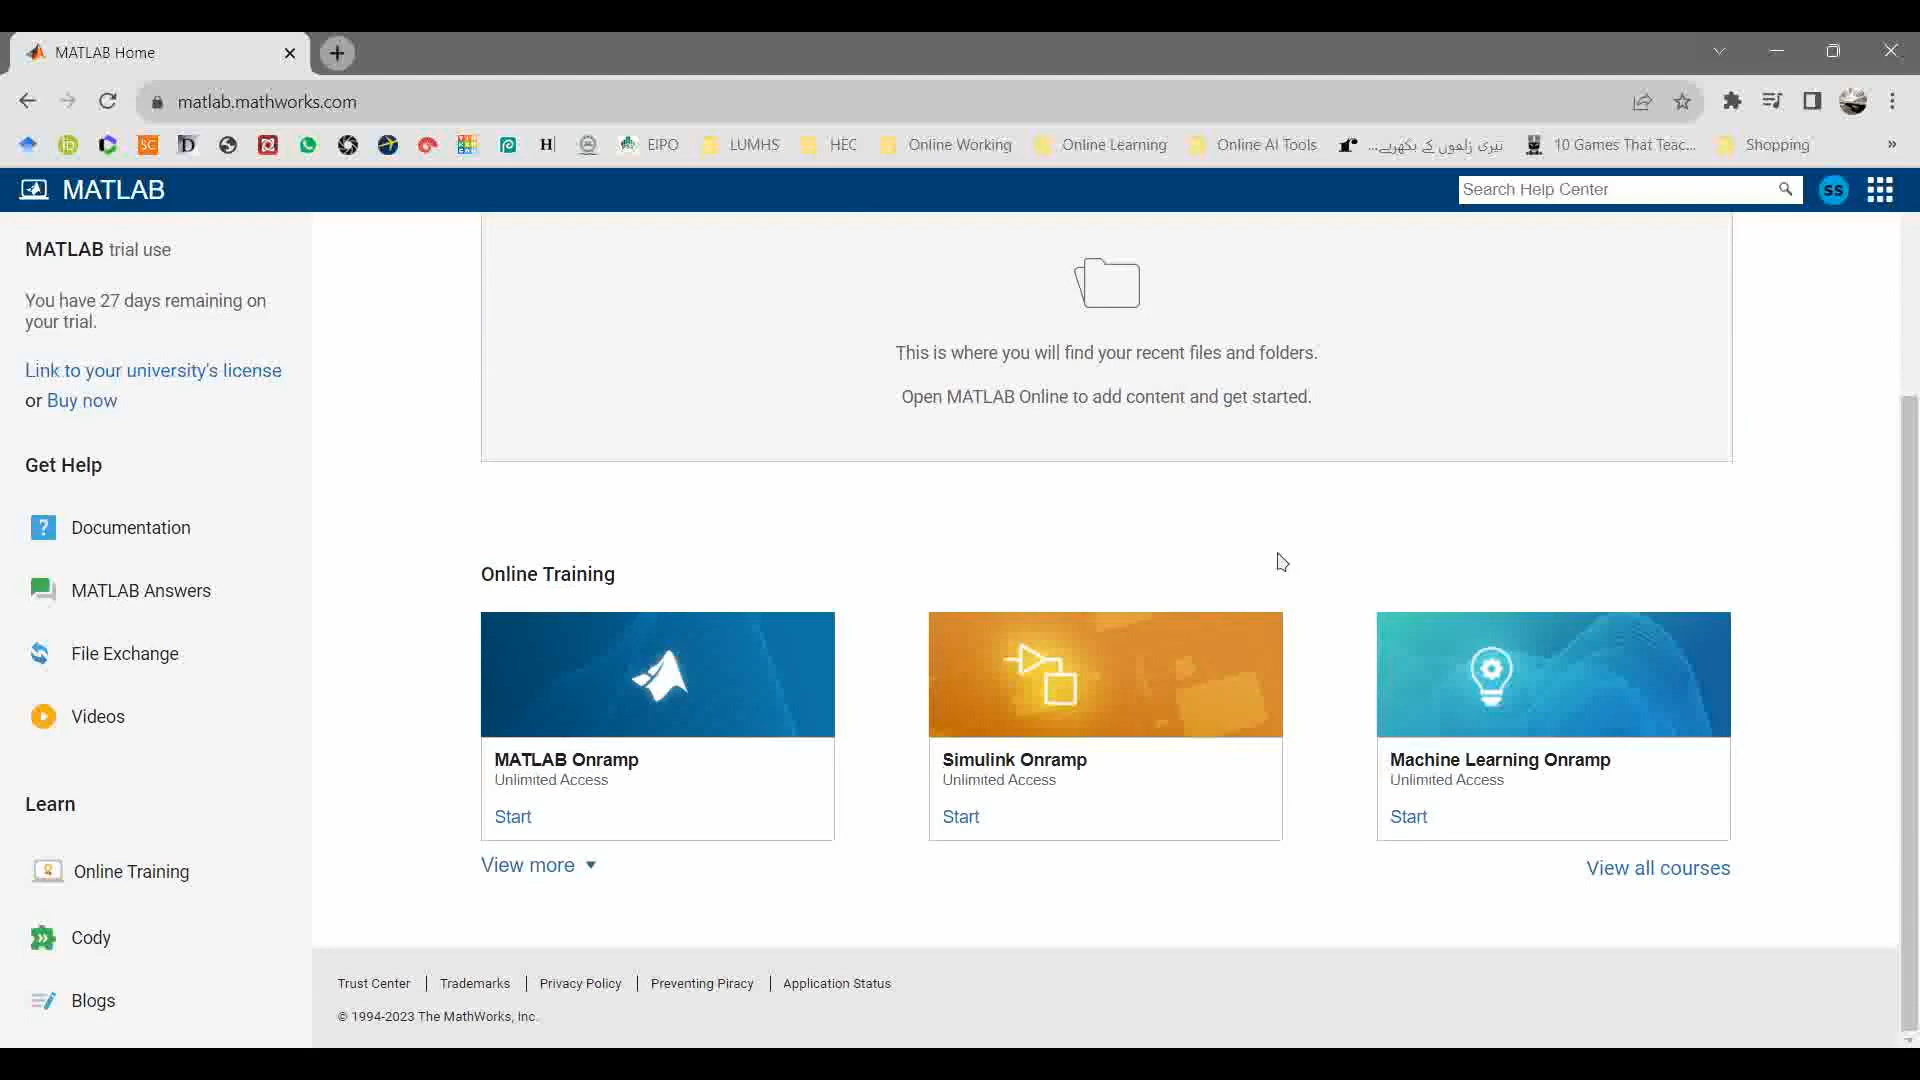 MATLAB Home
matlab.mathworks.com
iD
SC
D
H
EIPO
LUMHS
HEC
Online Working
Online Learning
Online AI Tools
تیری زلفوں کے بکھرنے...
10 Games That Teac...
Shopping
»
MATLAB
Search Help Center
SS
MATLAB trial use
You have 27 days remaining on
your trial.
Link to your university's license
or Buy now
Get Help
? Documentation
MATLAB Answers
File Exchange
Videos
Learn
Online Training
Cody
Blogs
This is where you will find your recent files and folders.
Open MATLAB Online to add content and get started.
Online Training
MATLAB Onramp
Unlimited Access
Start
Simulink Onramp
Unlimited Access
Start
Machine Learning Onramp
Unlimited Access
Start
View more
View all courses
Trust Center
Trademarks
Privacy Policy
Preventing Piracy
Application Status
© 1994-2023 The MathWorks, Inc.